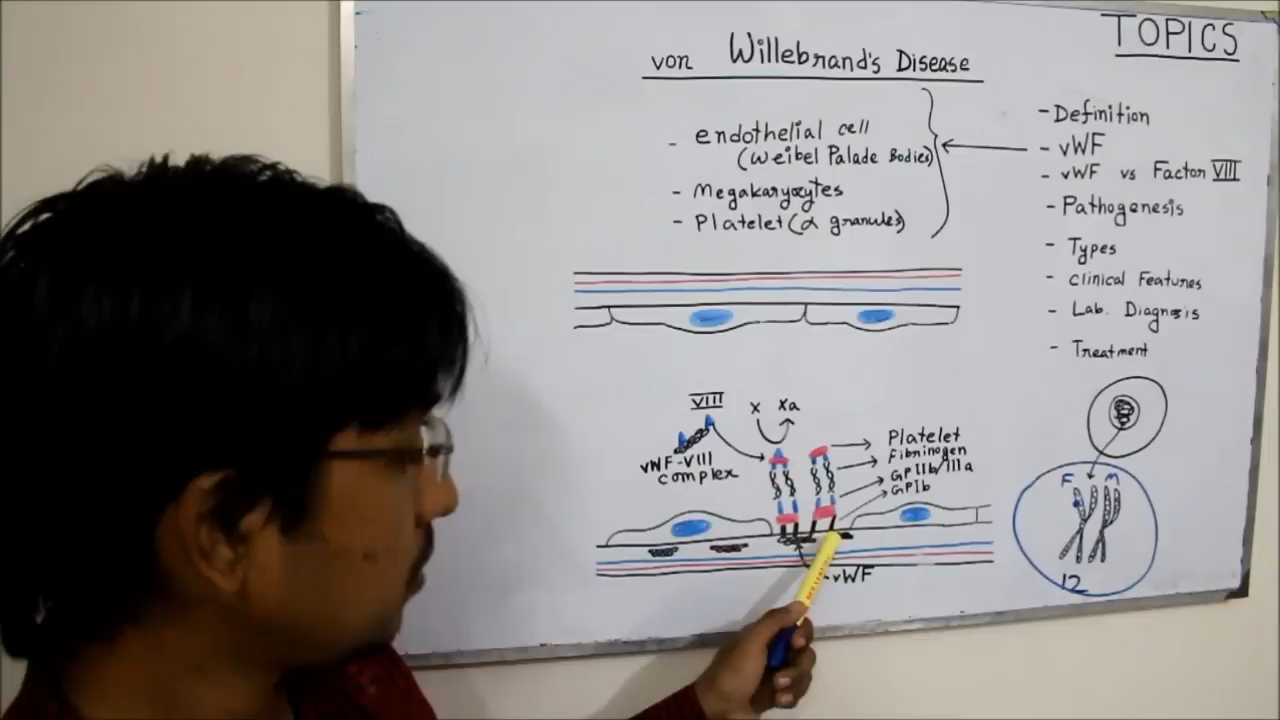 von Willebrand's Disease
- endothelial cell
(Weibel Palade Bodies)
- Megakaryocytes
- Platelet (α granules)
TOPICS
- Definition
- vWF
- vWF vs Factor VIII
- Pathogenesis
- Types
- Clinical Features
- Lab. Diagnosis
- Treatment
VIII
X Xa
vWF-VIII
complex
Platelet
Fibrinogen
GPIIb/IIIa
GPIb
vWF
F M
12